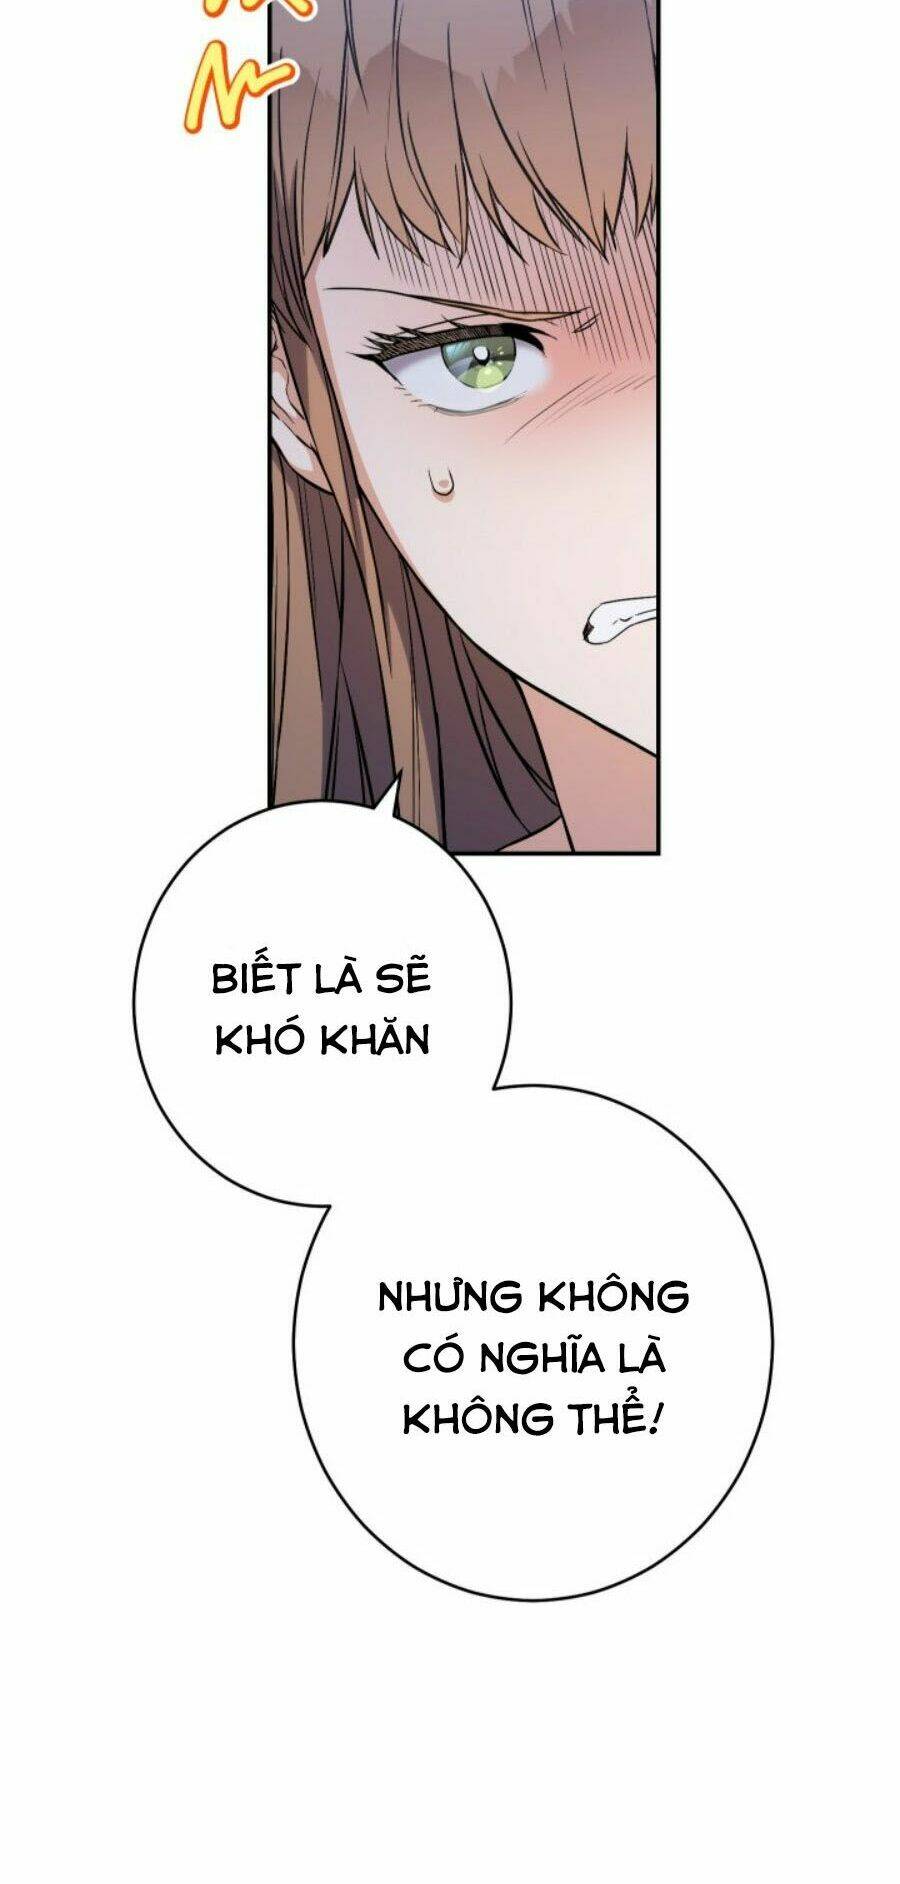 BIẾT LÀ SẼ
KHÓ KHĂN
NHƯNG KHÔNG
CÓ NGHĨA LÀ
KHÔNG THỂ!